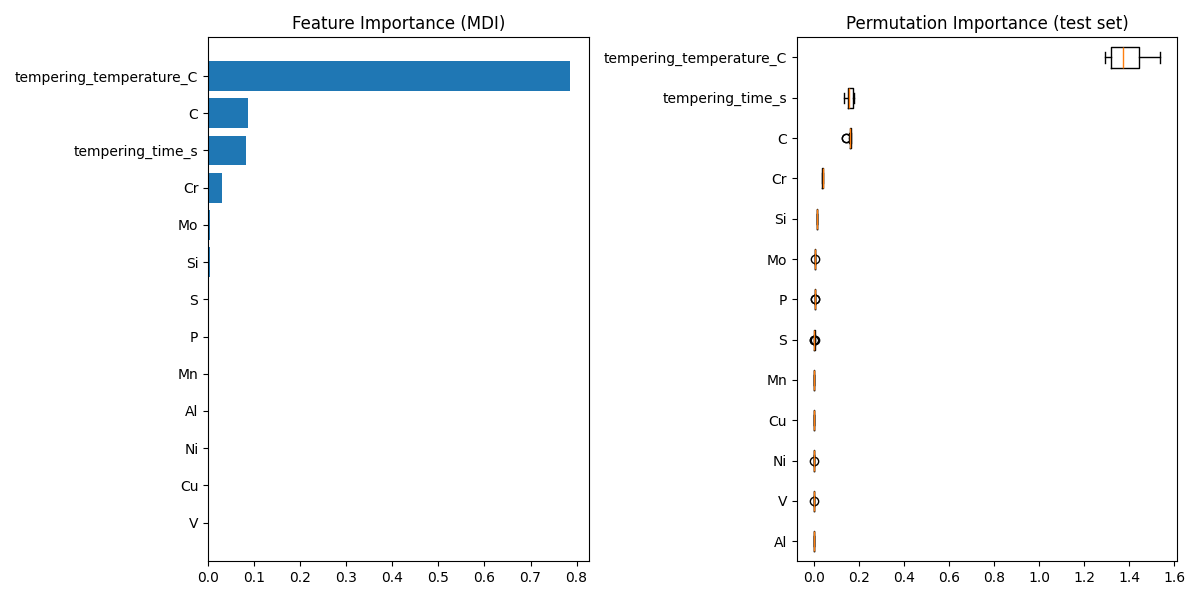 Feature Importance (MDI)
tempering_temperature_C
C
tempering_time_s
Cr
Mo
Si
S
P
Mn
Al
Ni
Cu
V
0.0 0.1 0.2 0.3 0.4 0.5 0.6 0.7 0.8
Permutation Importance (test set)
tempering_temperature_C
tempering_time_s
C
Cr
Si
Mo
P
S
Mn
Cu
Ni
V
Al
0.0 0.2 0.4 0.6 0.8 1.0 1.2 1.4 1.6